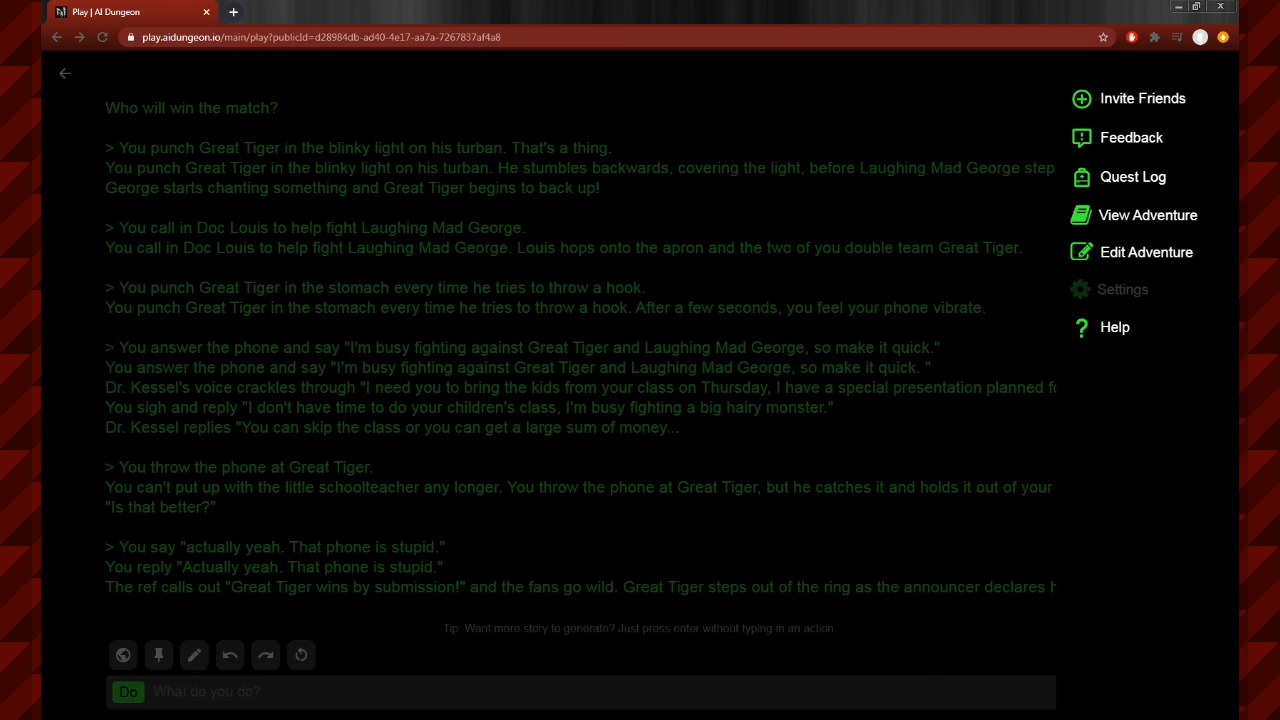 Play | AI Dungeon
play.aidungeon.io/main/play?publicId=d28984db-ad40-4e17-aa7a-7267837af4a8
Who will win the match?
> You punch Great Tiger in the blinky light on his turban. That's a thing.
You punch Great Tiger in the blinky light on his turban. He stumbles backwards, covering the light, before Laughing Mad George step
George starts chanting something and Great Tiger begins to back up!
> You call in Doc Louis to help fight Laughing Mad George.
You call in Doc Louis to help fight Laughing Mad George. Louis hops onto the apron and the two of you double team Great Tiger.
> You punch Great Tiger in the stomach every time he tries to throw a hook.
You punch Great Tiger in the stomach every time he tries to throw a hook. After a few seconds, you feel your phone vibrate.
> You answer the phone and say "I'm busy fighting against Great Tiger and Laughing Mad George, so make it quick."
You answer the phone and say "I'm busy fighting against Great Tiger and Laughing Mad George, so make it quick. "
Dr. Kessel's voice crackles through "I need you to bring the kids from your class on Thursday, I have a special presentation planned fo
You sigh and reply "I don't have time to do your children's class, I'm busy fighting a big hairy monster."
Dr. Kessel replies "You can skip the class or you can get a large sum of money...
> You throw the phone at Great Tiger.
You can't put up with the little schoolteacher any longer. You throw the phone at Great Tiger, but he catches it and holds it out of your
"Is that better?"
> You say "actually yeah. That phone is stupid."
You reply "Actually yeah. That phone is stupid."
The ref calls out "Great Tiger wins by submission!" and the fans go wild. Great Tiger steps out of the ring as the announcer declares h
Tip: Want more story to generate? Just press enter without typing in an action
Do What do you do?
Invite Friends
Feedback
Quest Log
View Adventure
Edit Adventure
Settings
Help